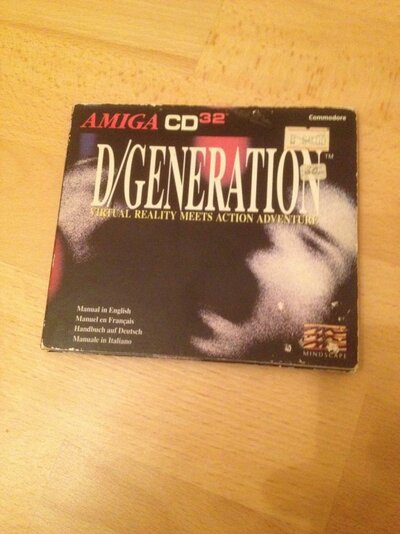 AMIGA CD32
Commodore
D/GENERATION™
VIRTUAL REALITY MEETS ACTION ADVENTURE
Manual in English
Manuel en Français
Handbuch auf Deutsch
Manuale in Italiano
MINDSCAPE